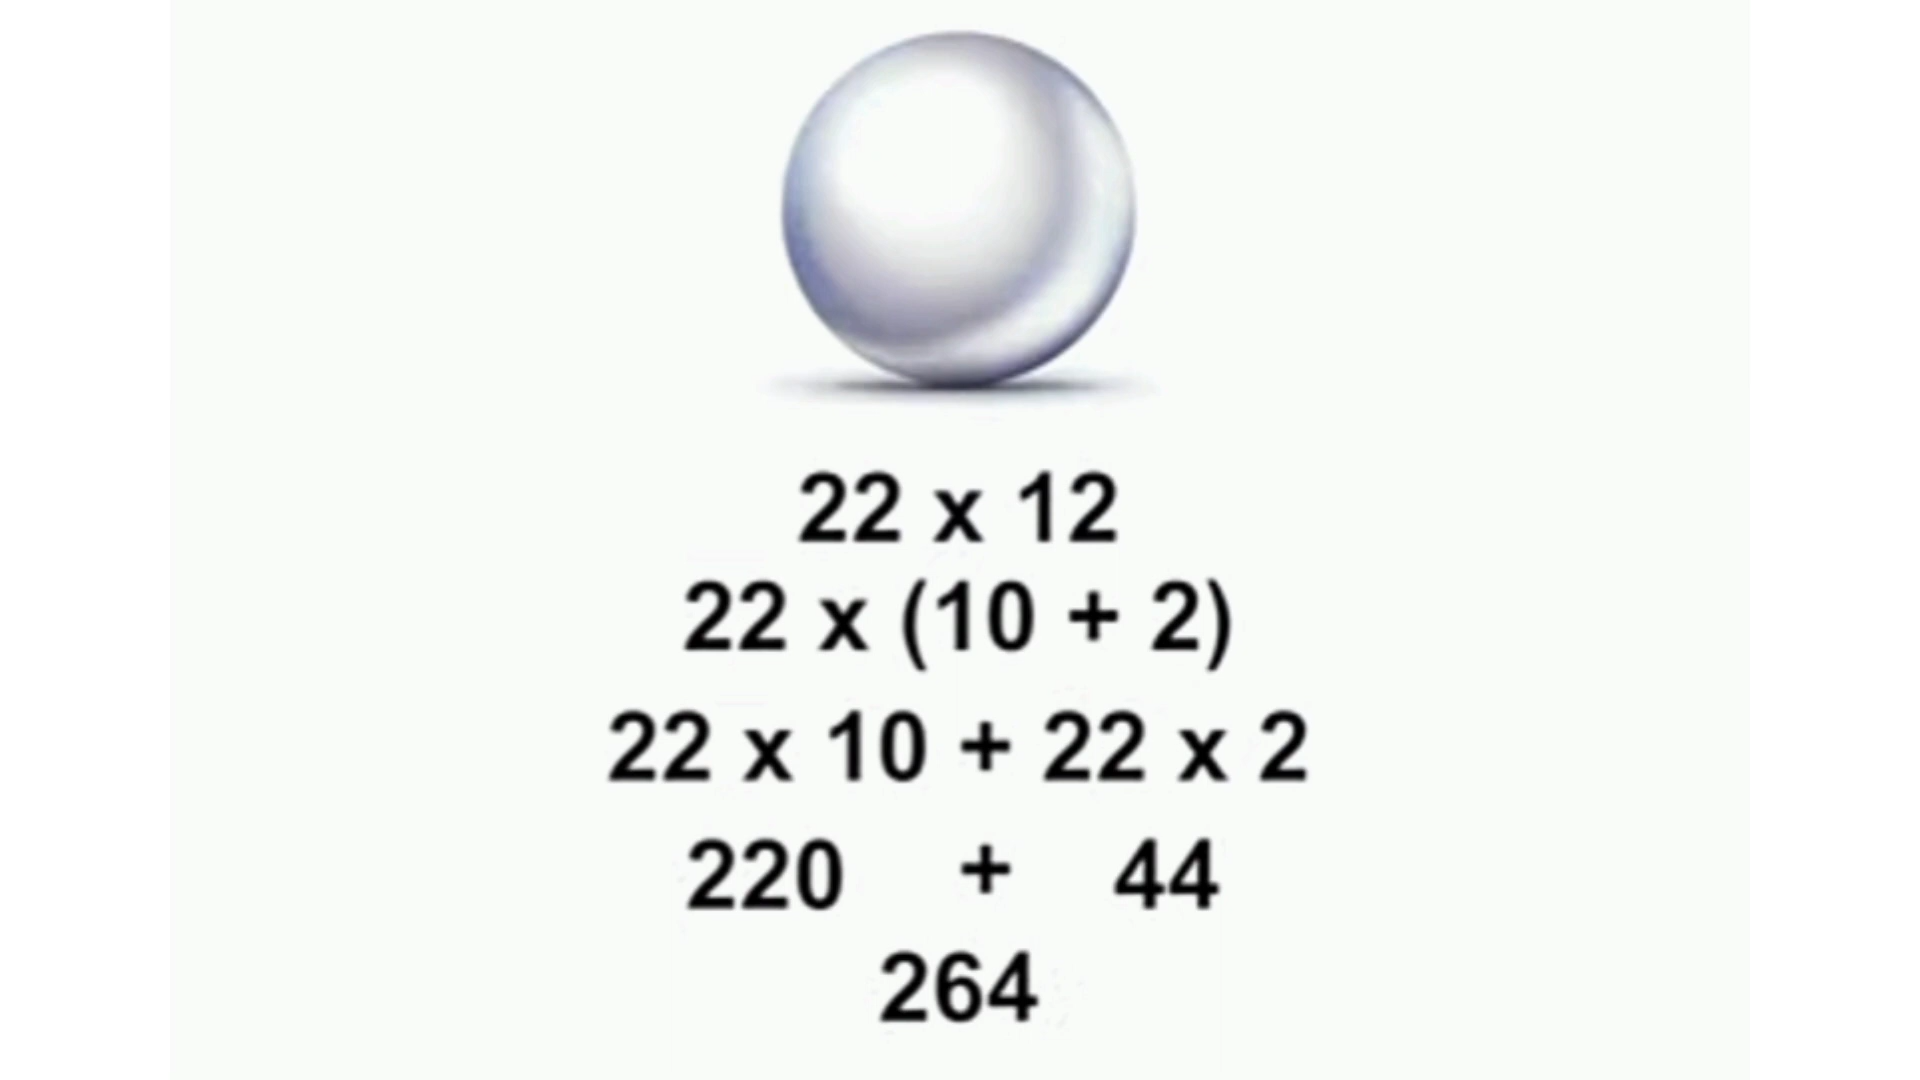 22 x 12
22 x (10 + 2)
22 x 10 + 22 x 2
220 + 44
264